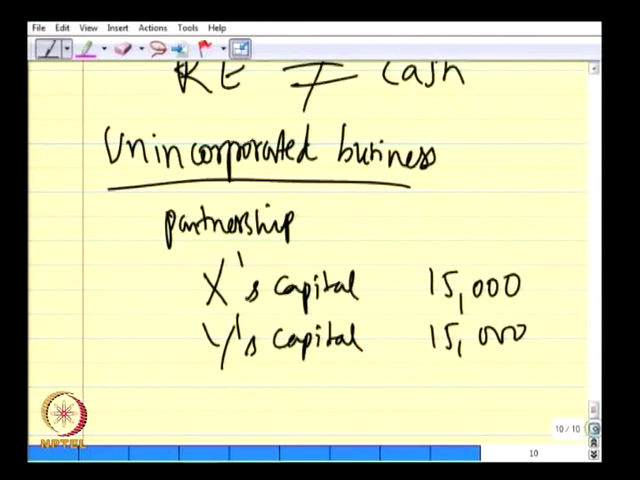 File Edit View Insert Actions Tools Help
RE ≠ Cash
Unincorporated business
partnership
X's capital 15,000
Y's capital 15,000
NPTEL
10 / 10
10